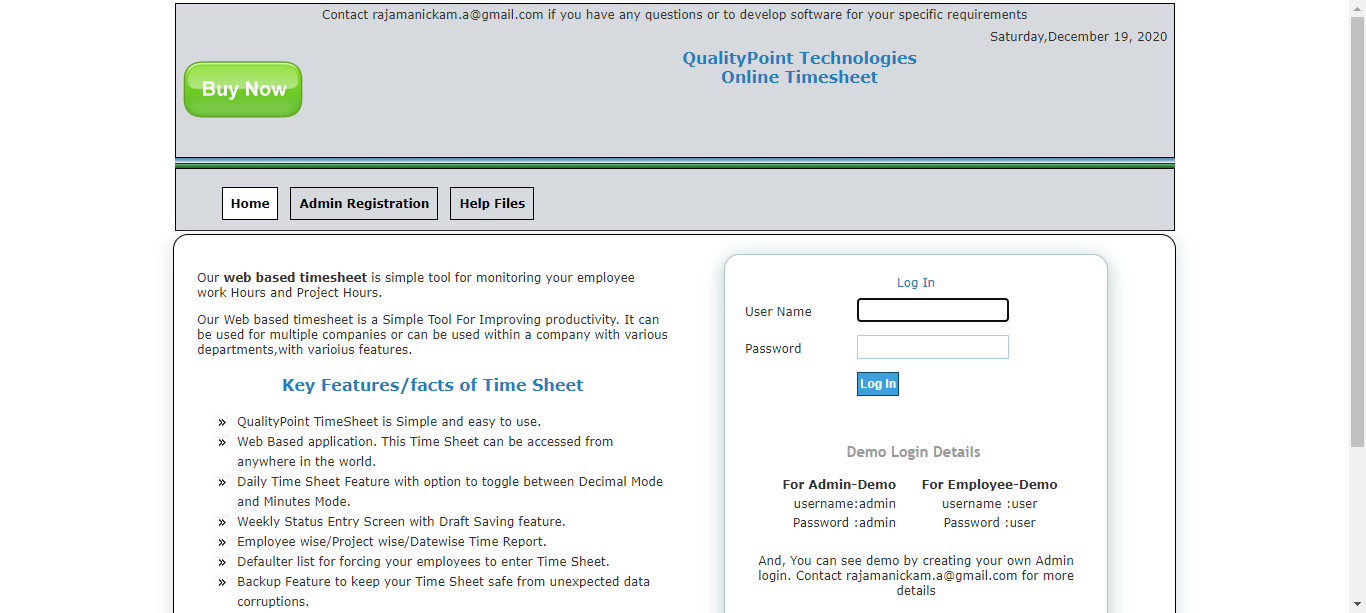 Contact rajamanickam.a@gmail.com if you have any questions or to develop software for your specific requirements
Saturday,December 19, 2020
QualityPoint Technologies
Online Timesheet
Buy Now
Home
Admin Registration
Help Files
Our web based timesheet is simple tool for monitoring your employee
work Hours and Project Hours.
Our Web based timesheet is a Simple Tool For Improving productivity. It can
be used for multiple companies or can be used within a company with various
departments,with varioius features.
Key Features/facts of Time Sheet
» QualityPoint TimeSheet is Simple and easy to use.
» Web Based application. This Time Sheet can be accessed from
anywhere in the world.
» Daily Time Sheet Feature with option to toggle between Decimal Mode
and Minutes Mode.
» Weekly Status Entry Screen with Draft Saving feature.
» Employee wise/Project wise/Datewise Time Report.
» Defaulter list for forcing your employees to enter Time Sheet.
» Backup Feature to keep your Time Sheet safe from unexpected data
corruptions.
Log In
User Name
Password
Log In
Demo Login Details
For Admin-Demo
username:admin
Password :admin
For Employee-Demo
username :user
Password :user
And, You can see demo by creating your own Admin
login. Contact rajamanickam.a@gmail.com for more
details